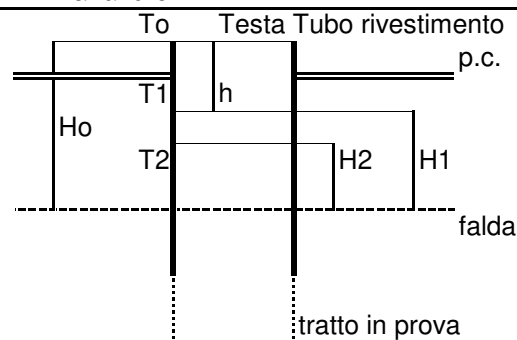 To Testa Tubo rivestimento
p.c.
T1 h
Ho
T2 H2 H1
falda
tratto in prova